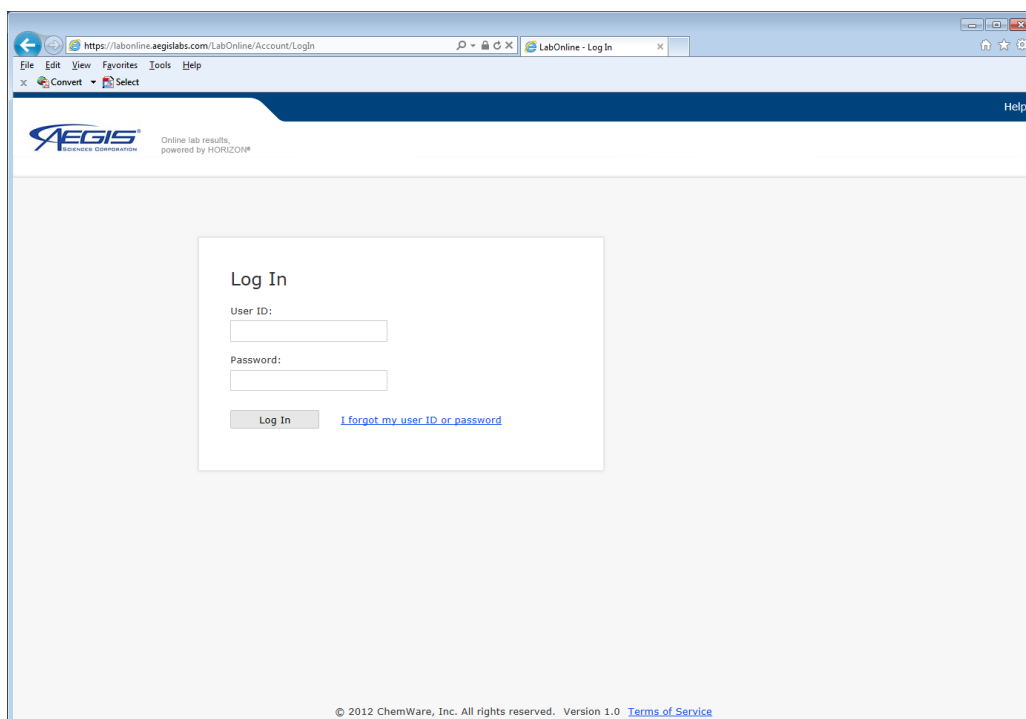 https://labonline.aegislabs.com/LabOnline/Account/LogIn
LabOnline - Log In
File Edit View Favorites Tools Help
x Convert Select
Help
AEGIS
SCIENCES CORPORATION
Online lab results,
powered by HORIZON®
Log In
User ID:
Password:
Log In I forgot my user ID or password
© 2012 ChemWare, Inc. All rights reserved. Version 1.0 Terms of Service